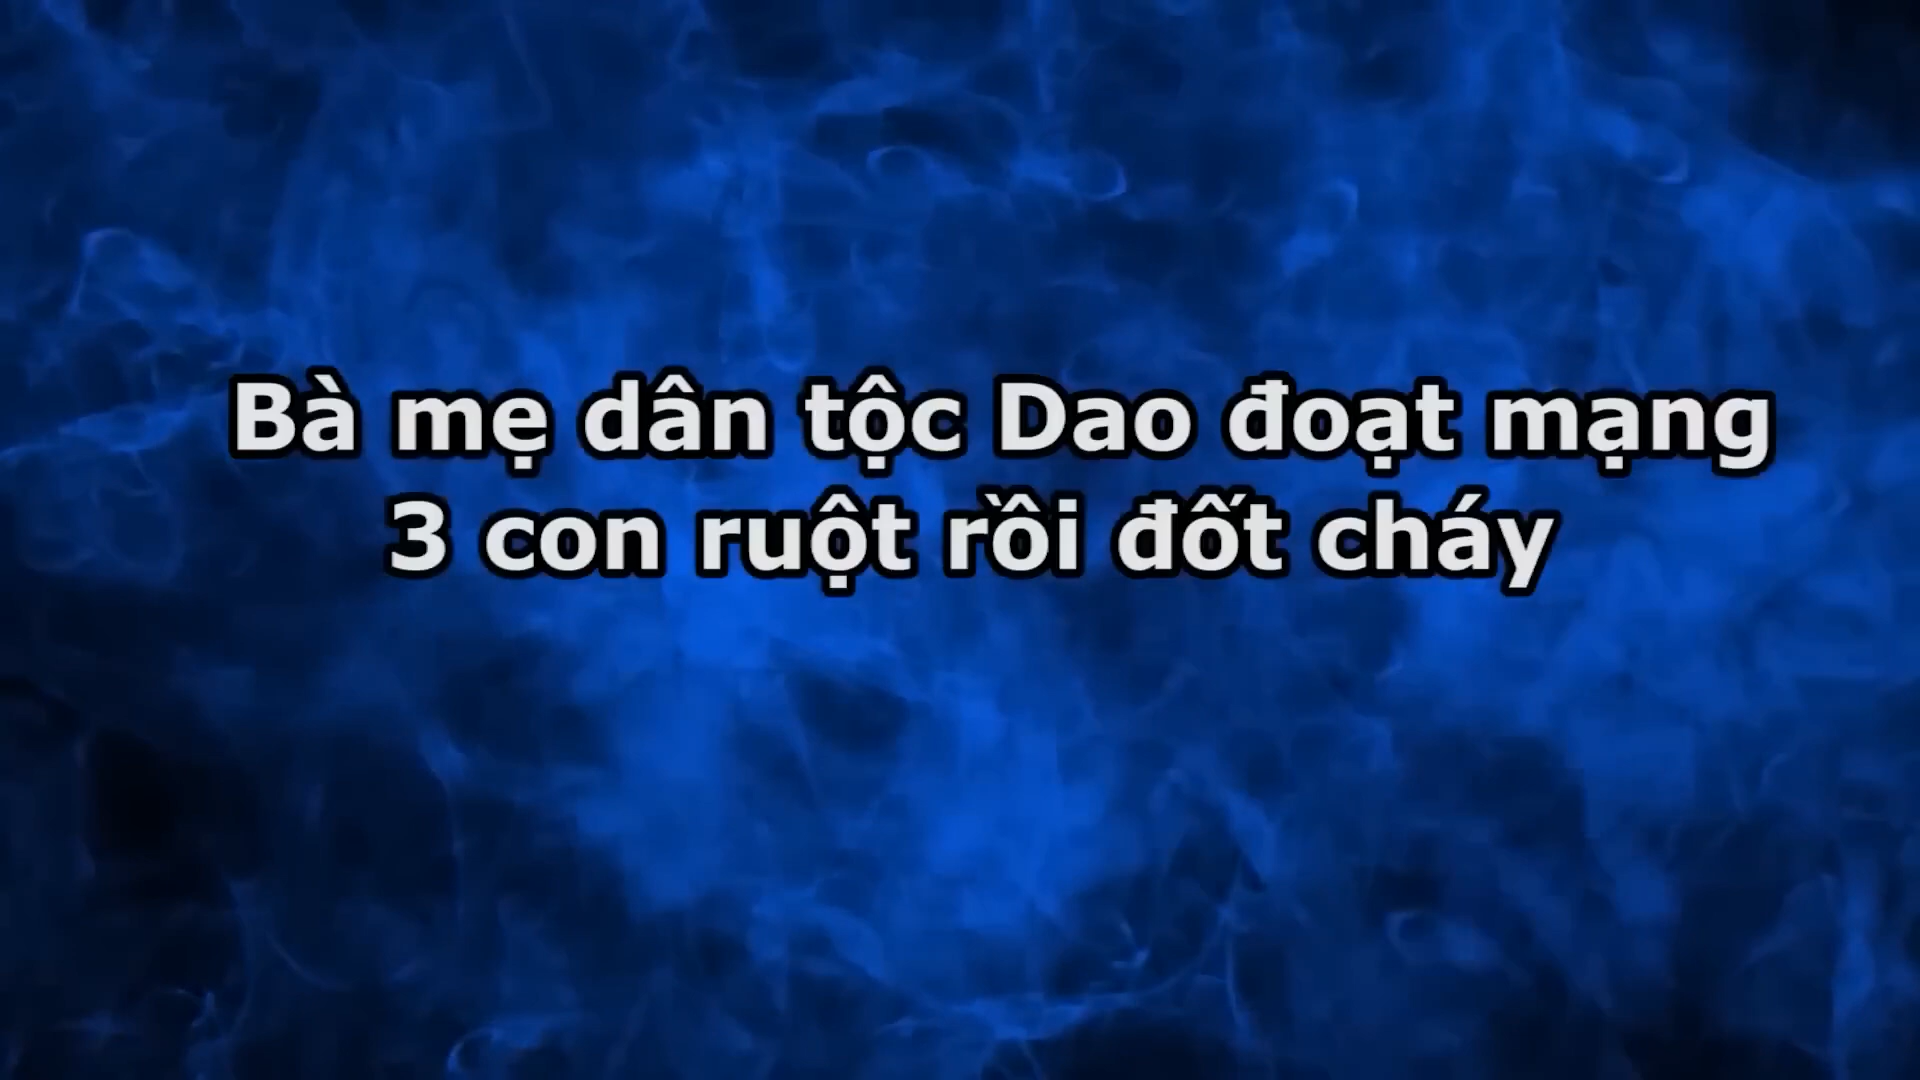 Bà mẹ dân tộc Dao đoạt mạng
3 con ruột rồi đốt cháy